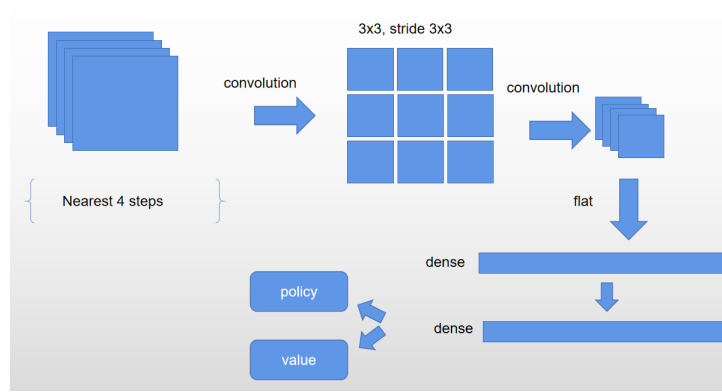 3x3, stride 3x3
convolution
convolution
Nearest 4 steps
flat
dense
policy
dense
value